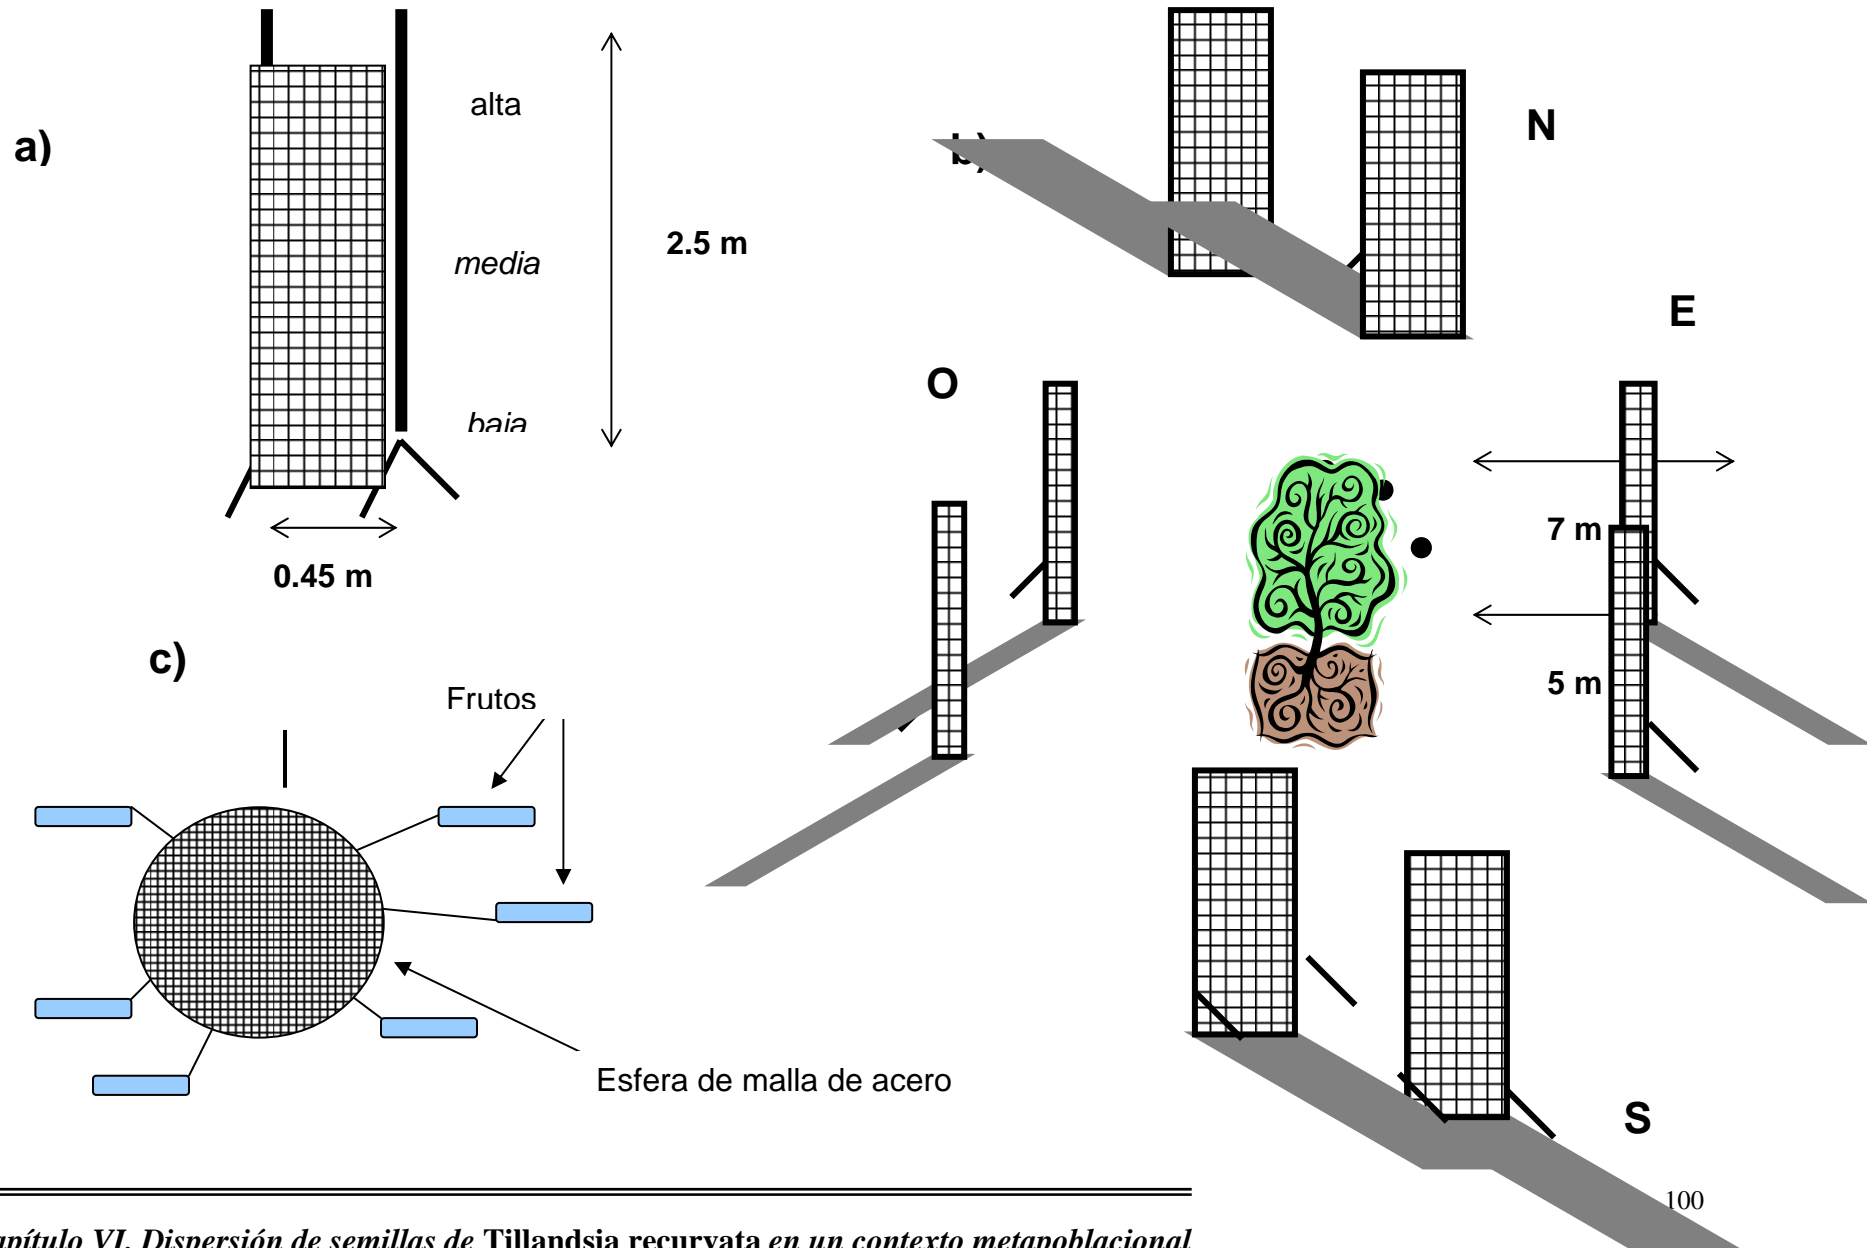 a)
alta
media
baja
2.5 m
0.45 m
b)
N
E
O
7 m
5 m
S
c)
Frutos
Esfera de malla de acero
100
apítulo VI. Dispersión de semillas de Tillandsia recurvata en un contexto metapoblacional